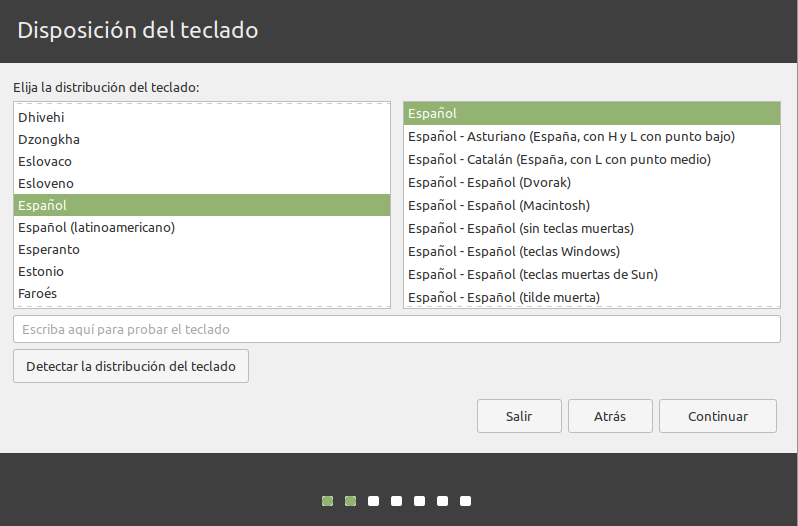 Disposición del teclado
Elija la distribución del teclado:
Dhivehi
Dzongkha
Eslovaco
Esloveno
Español
Español (latinoamericano)
Esperanto
Estonio
Faroés
Español
Español - Asturiano (España, con H y L con punto bajo)
Español - Catalán (España, con L con punto medio)
Español - Español (Dvorak)
Español - Español (Macintosh)
Español - Español (sin teclas muertas)
Español - Español (teclas Windows)
Español - Español (teclas muertas de Sun)
Español - Español (tilde muerta)
Escriba aquí para probar el teclado
Detectar la distribución del teclado
Salir
Atrás
Continuar